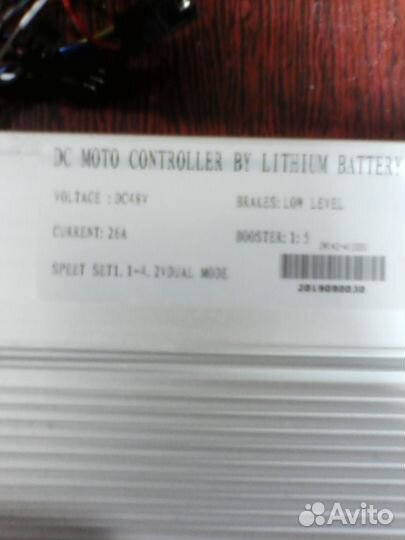 DC MOTO CONTROLLER BY LITHIUM BATTERY
VOLTACE :DC48V BRALES:LOW LEVEL
CURRENT:26A BOOSTER:1:5
SPEET SET1.1-4.2VDUAL MODE
2019090030
Avito